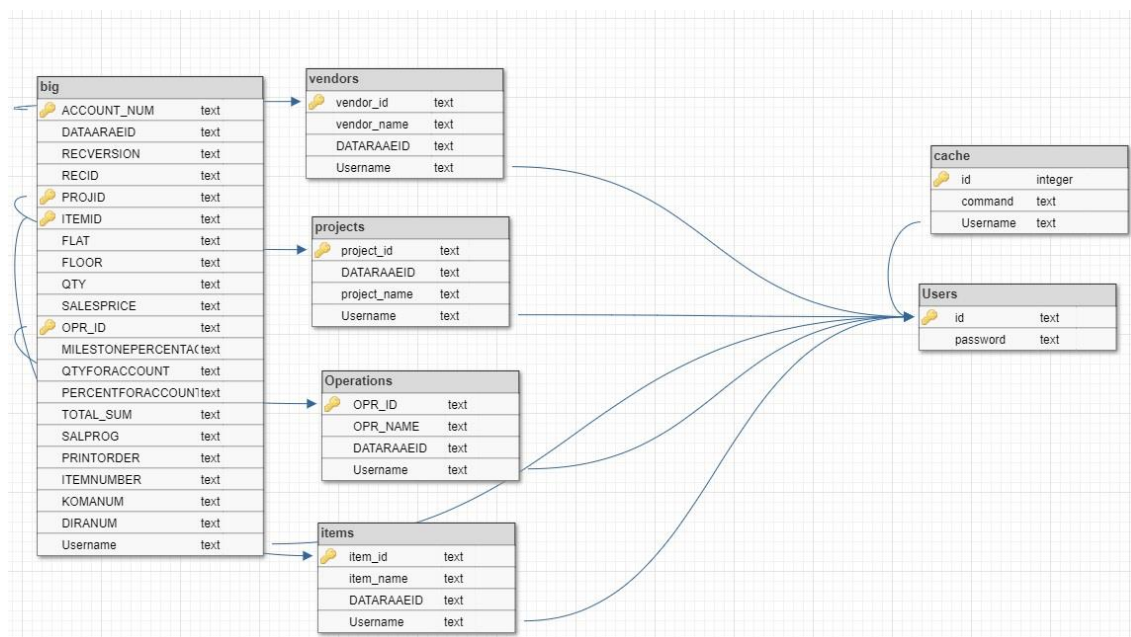 big
ACCOUNT_NUM text
DATAARAEID text
RECVERSION text
RECID text
PROJID text
ITEMID text
FLAT text
FLOOR text
QTY text
SALESPRICE text
OPR_ID text
MILESTONEPERCENTAC text
QTYFORACCOUNT text
PERCENTFORACCOUNT text
TOTAL_SUM text
SALPROG text
PRINTORDER text
ITEMNUMBER text
KOMANUM text
DIRANUM text
Username text
vendors
vendor_id text
vendor_name text
DATARAAEID text
Username text
projects
project_id text
DATARAAEID text
project_name text
Username text
Operations
OPR_ID text
OPR_NAME text
DATARAAEID text
Username text
items
item_id text
item_name text
DATARAAEID text
Username text
cache
id integer
command text
Username text
Users
id text
password text